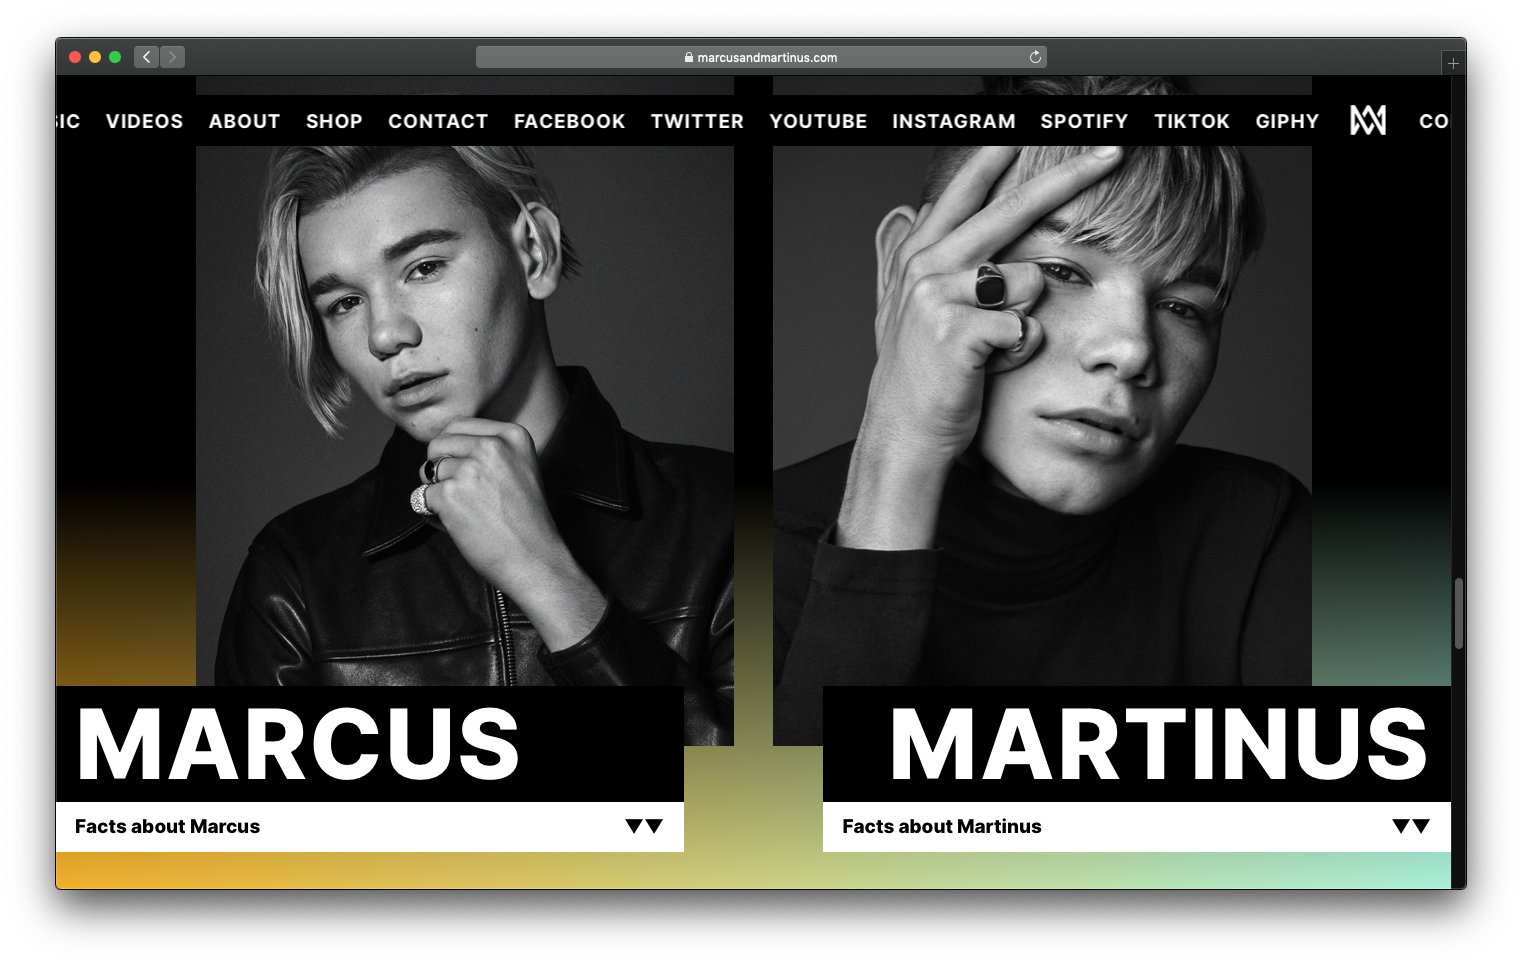 marcusandmartinus.com
SIC VIDEOS ABOUT SHOP CONTACT FACEBOOK TWITTER YOUTUBE INSTAGRAM SPOTIFY TIKTOK GIPHY CO
MARCUS
MARTINUS
Facts about Marcus
Facts about Martinus